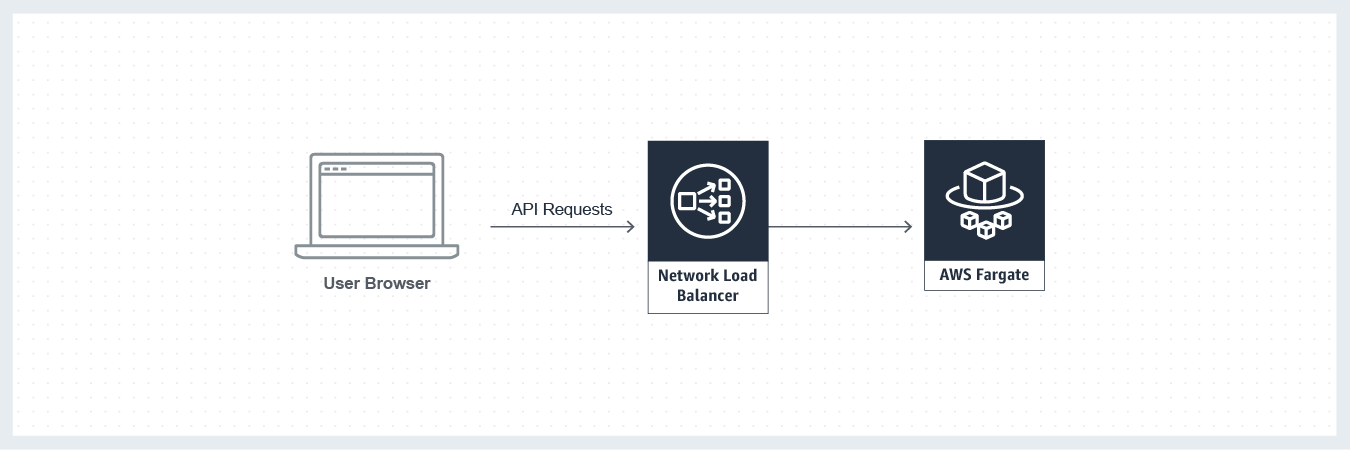 API Requests
User Browser
Network Load
Balancer
AWS Fargate